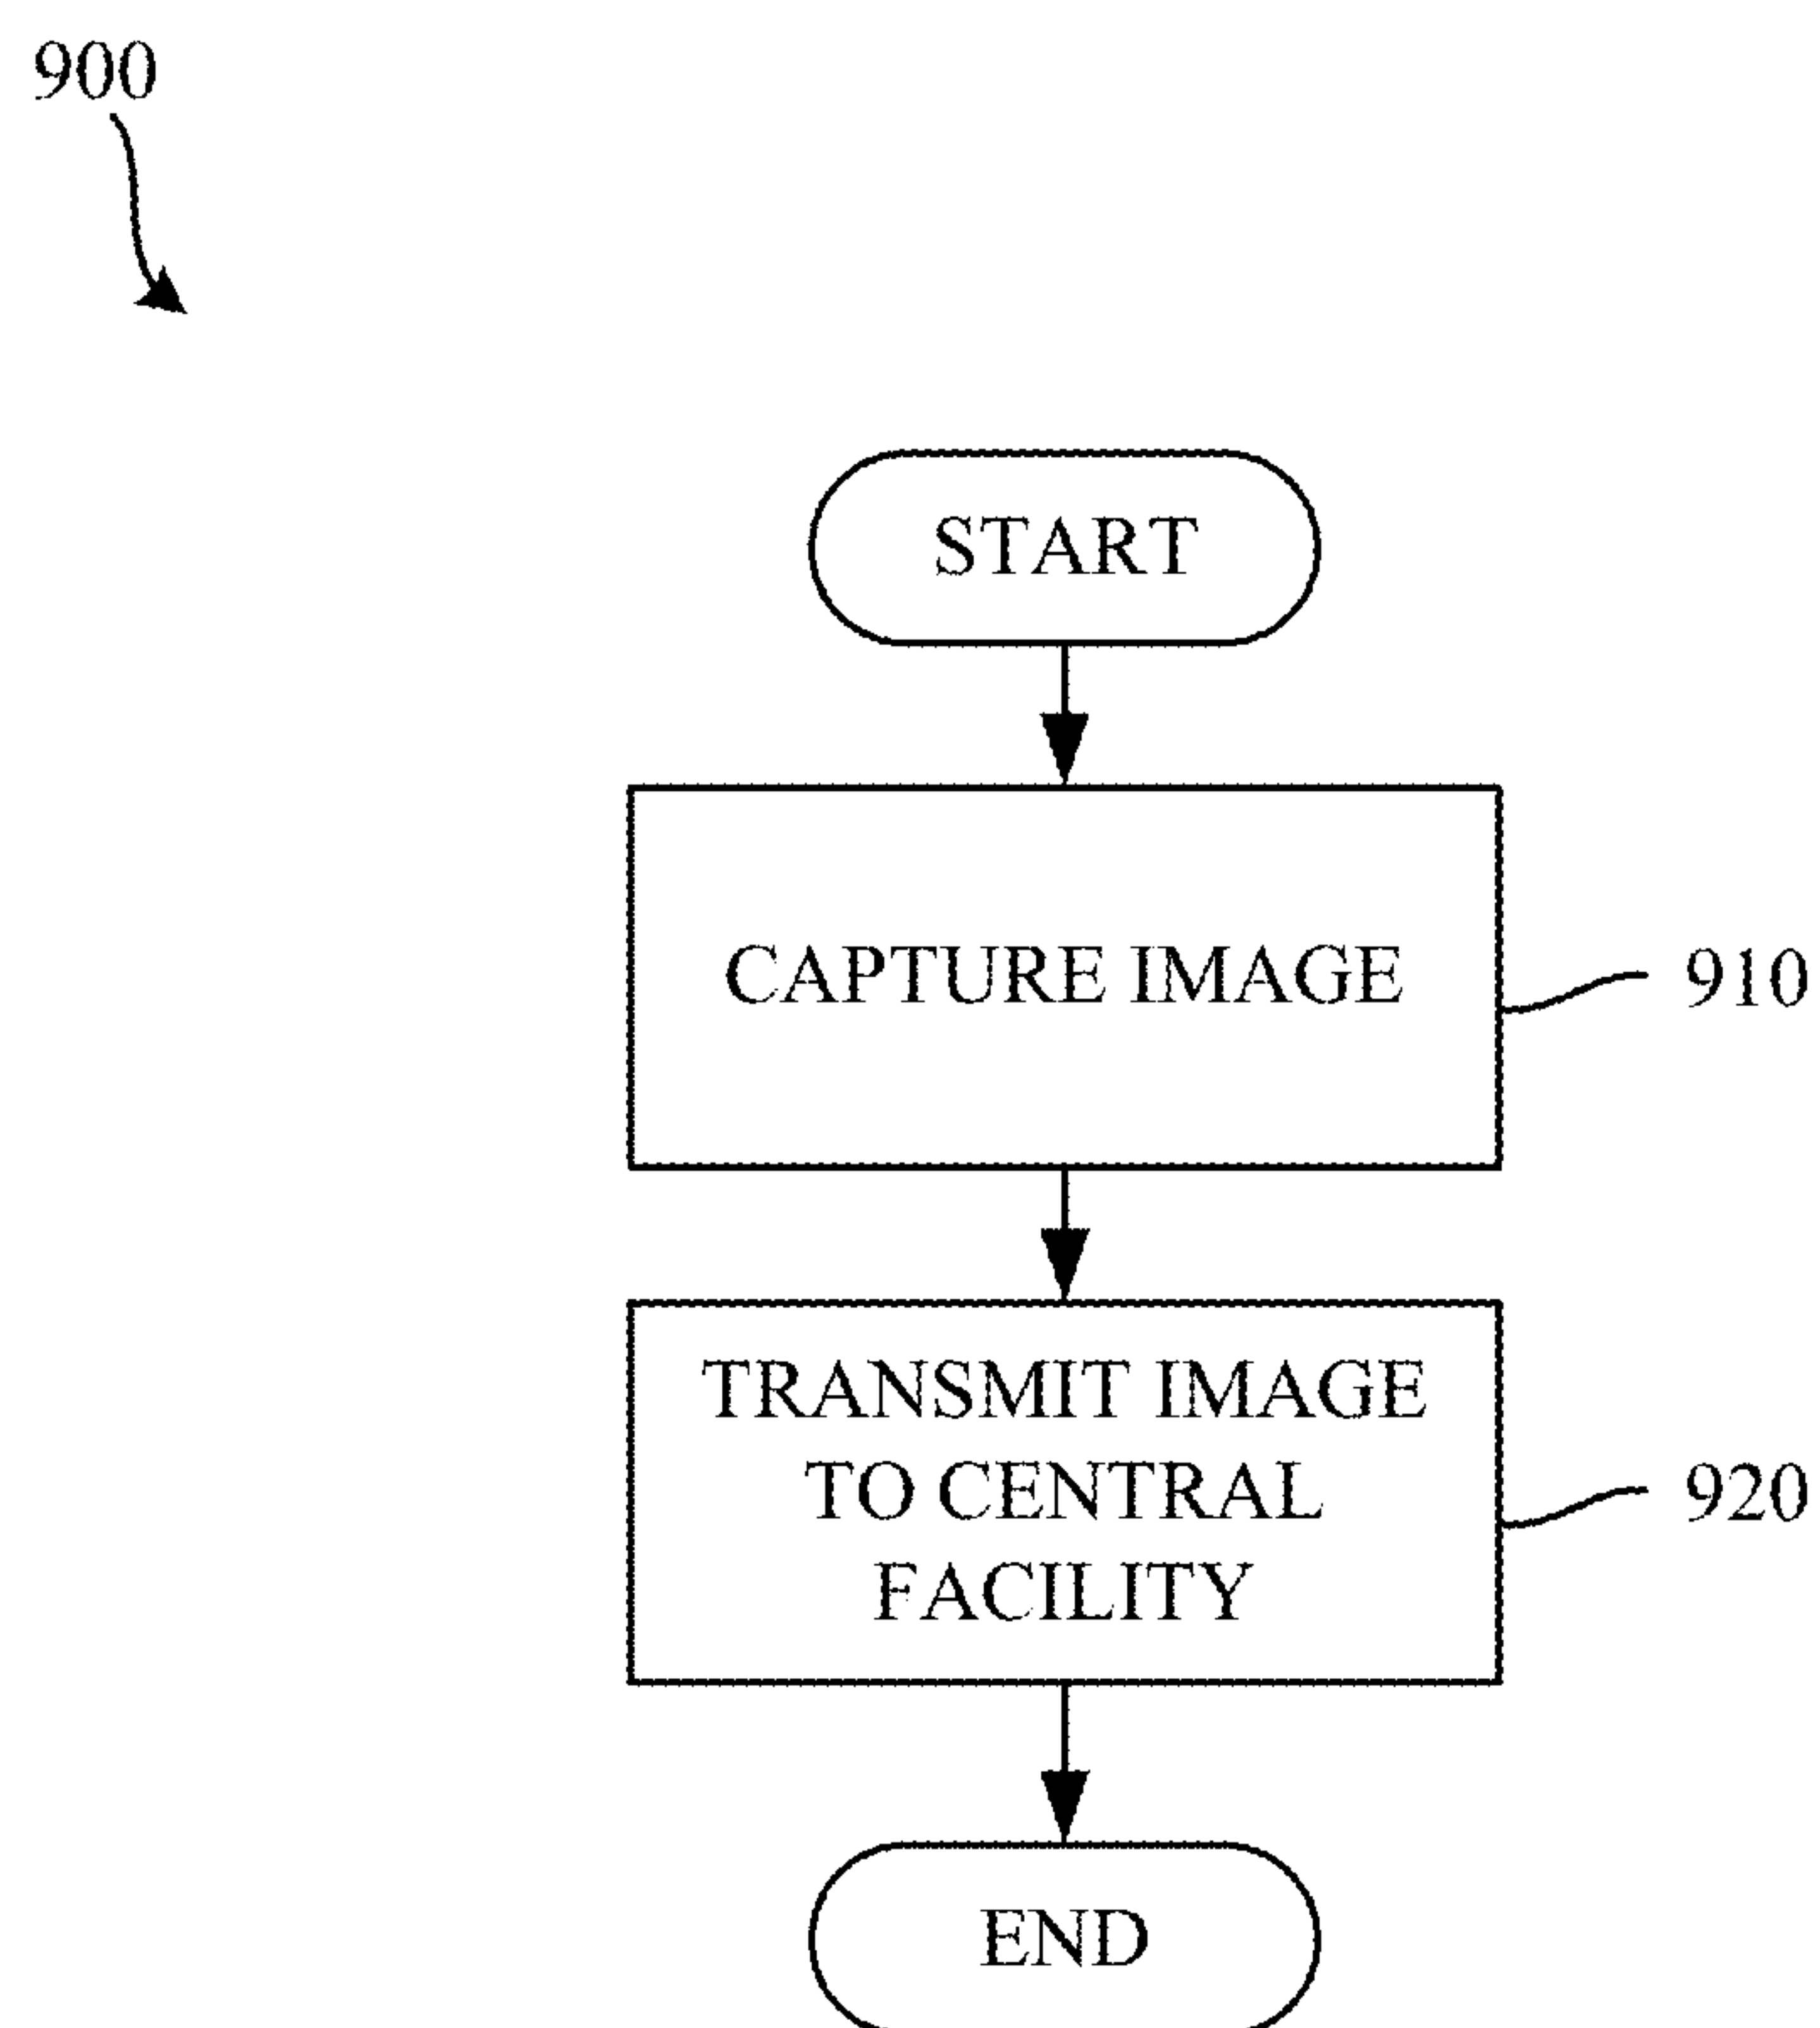 900
START
CAPTURE IMAGE
910
TRANSMIT IMAGE
TO CENTRAL
FACILITY
920
END